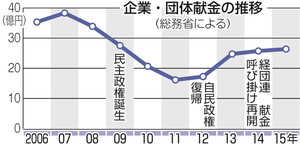 企業・団体献金の推移
(総務省による)
(億円)
40
30
20
10
0
民主政権誕生
自民政権
復帰
経団連 献金
呼び掛け再開
2006 07 08 09 10 11 12 13 14 15年